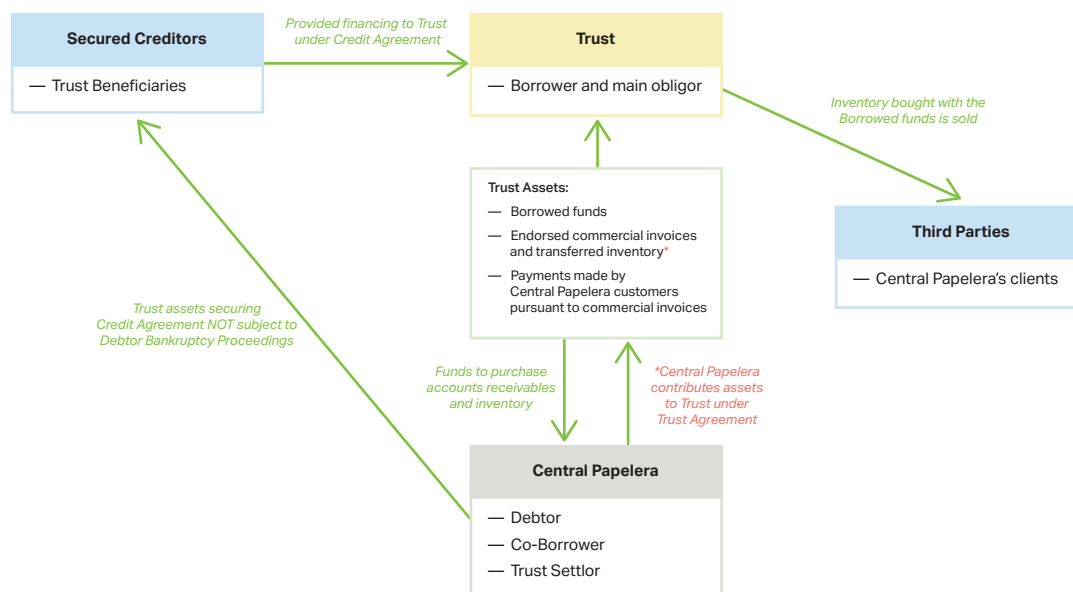 Secured Creditors
— Trust Beneficiaries
Provided financing to Trust
under Credit Agreement
Trust
— Borrower and main obligor
Inventory bought with the
Borrowed funds is sold
Third Parties
— Central Papelera’s clients
Trust Assets:
— Borrowed funds
— Endorsed commercial invoices
and transferred inventory*
— Payments made by
Central Papelera customers
pursuant to commercial invoices
Trust assets securing
Credit Agreement NOT subject to
Debtor Bankruptcy Proceedings
Funds to purchase
accounts receivables
and inventory
*Central Papelera
contributes assets
to Trust under
Trust Agreement
Central Papelera
— Debtor
— Co-Borrower
— Trust Settlor